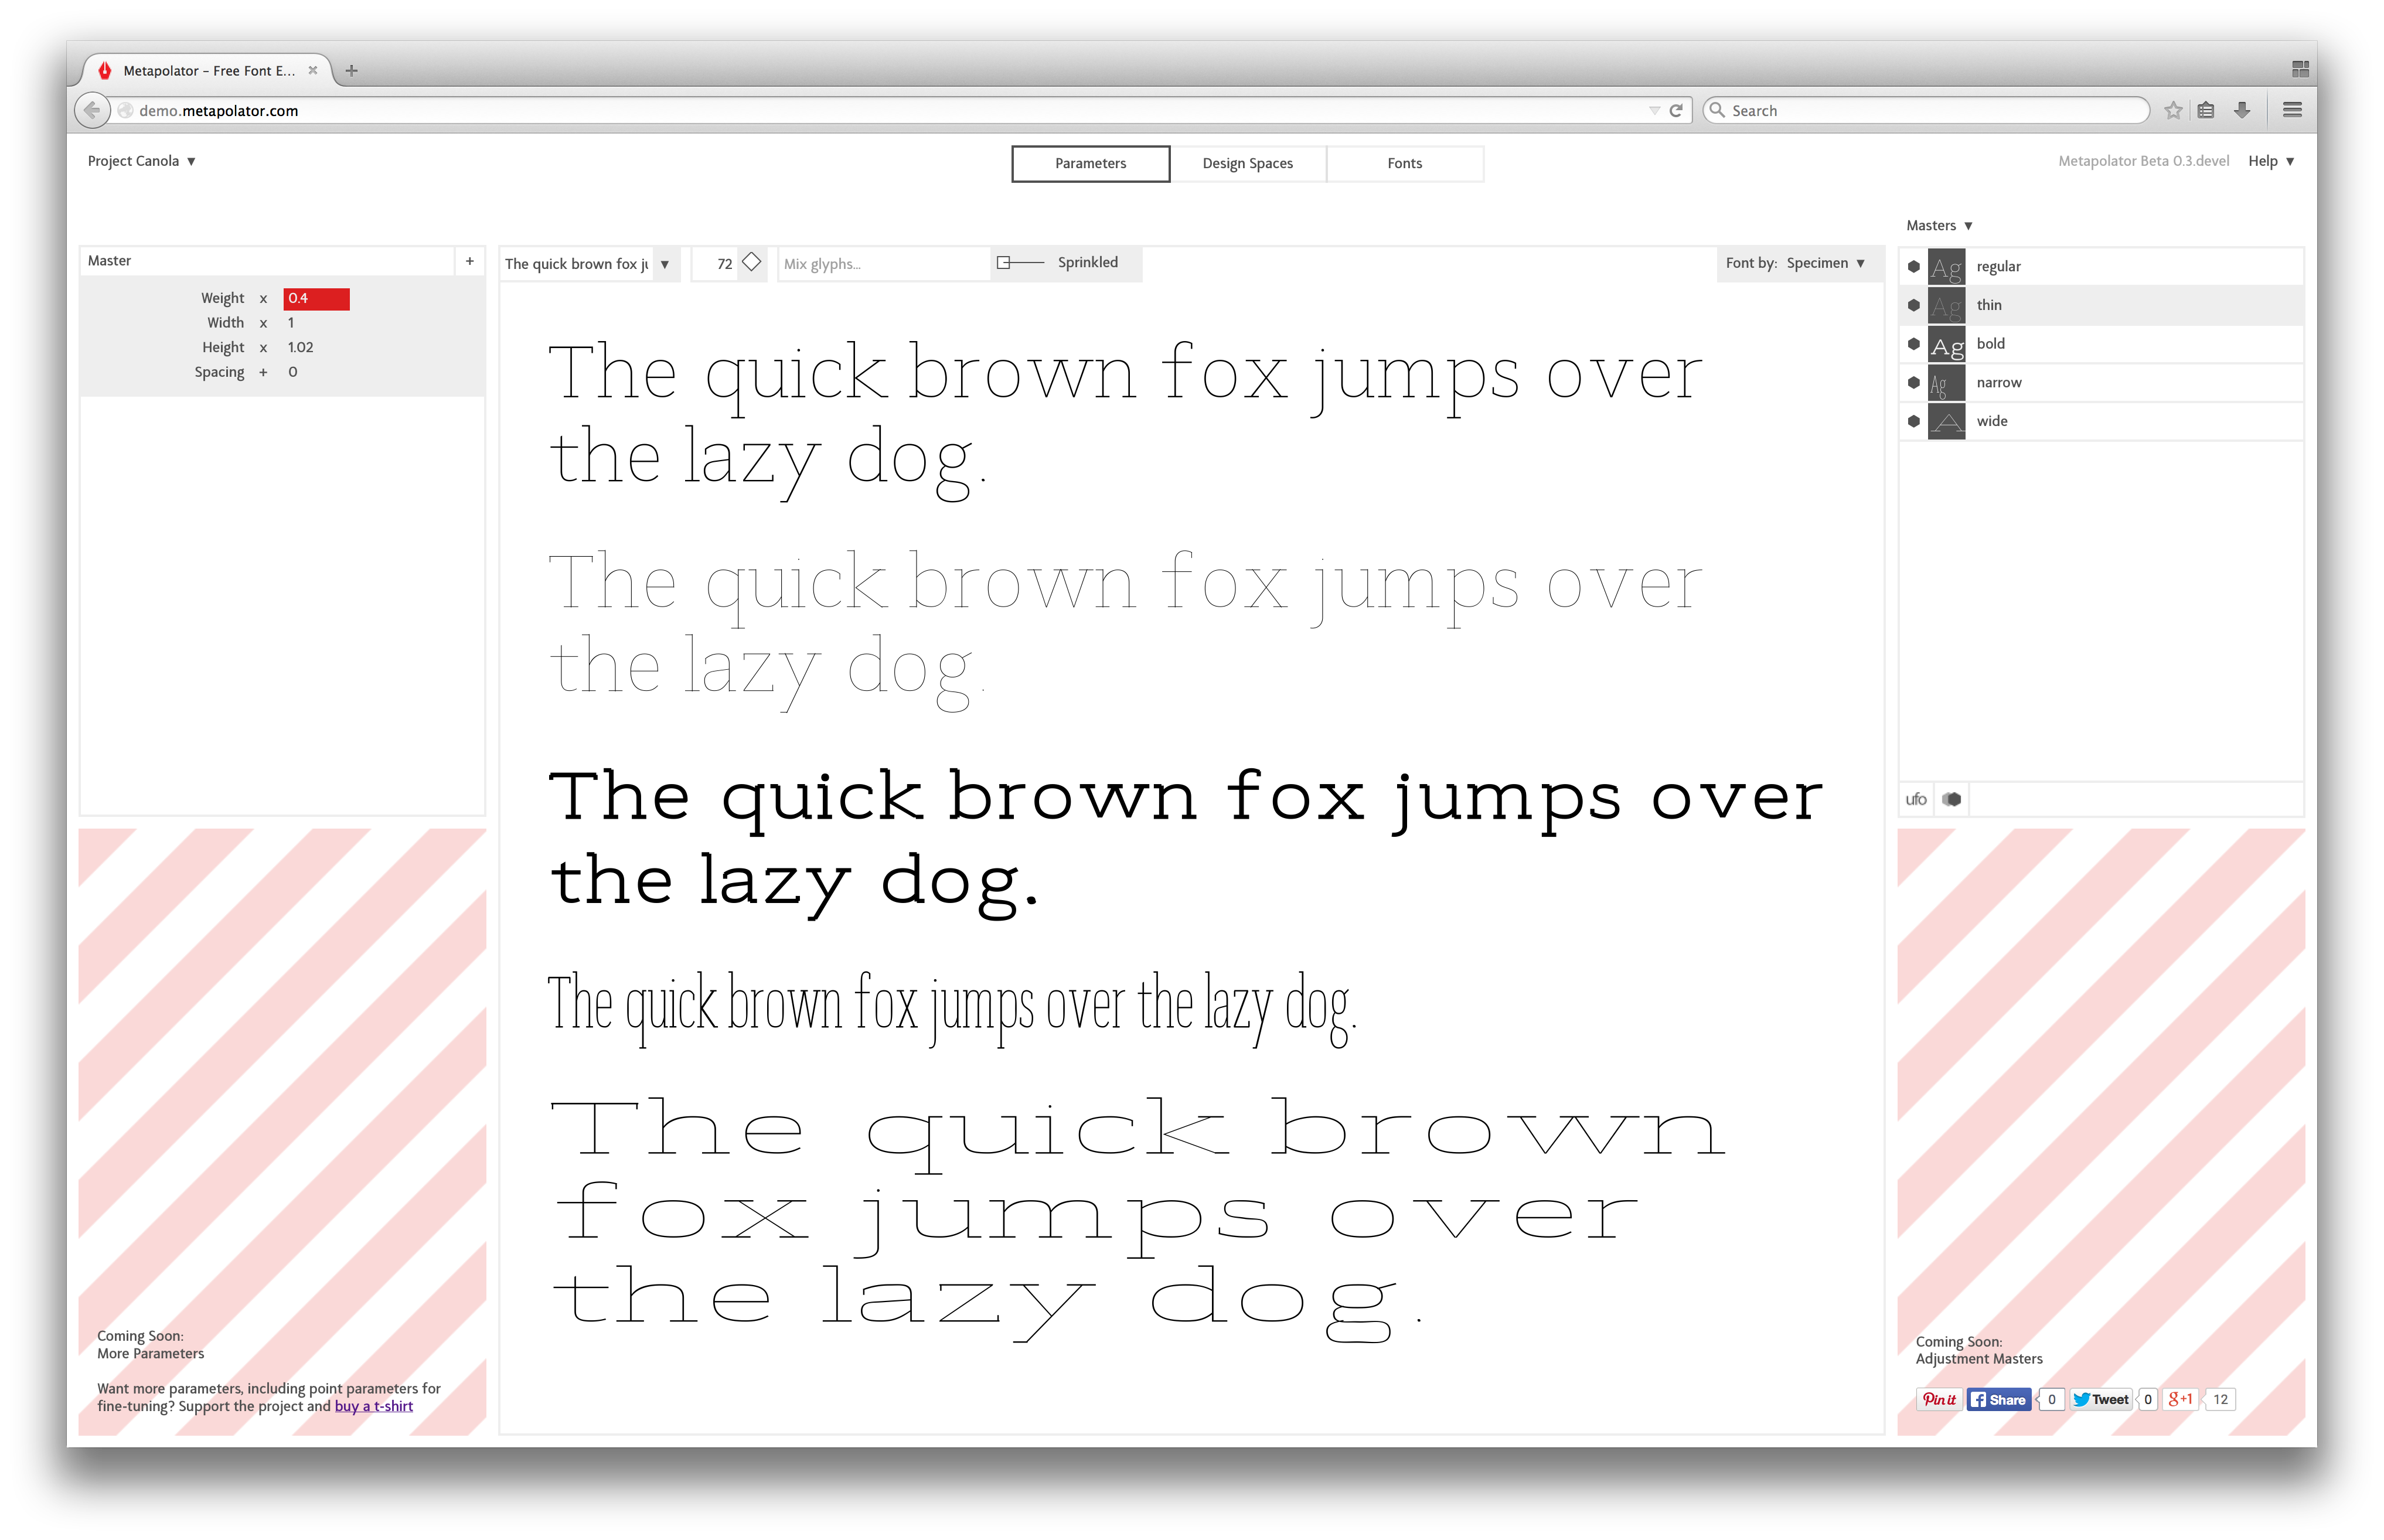 Metapolator – Free Font E...
demo.metapolator.com
Search
Project Canola ▼
Parameters
Design Spaces
Fonts
Metapolator Beta 0.3.devel
Help ▼
Masters ▼
Master
+
Weight x 0.4
Width x 1
Height x 1.02
Spacing + 0
The quick brown fox ju
72
Mix glyphs...
Sprinkled
Font by: Specimen ▼
The quick brown fox jumps over
the lazy dog.
The quick brown fox jumps over
the lazy dog.
The quick brown fox jumps over
the lazy dog.
The quick brown fox jumps over the lazy dog.
The quick brown
fox jumps over
the lazy dog.
Ag regular
Ag thin
Ag bold
Ag narrow
A wide
ufo
Coming Soon:
More Parameters
Want more parameters, including point parameters for
fine-tuning? Support the project and buy a t-shirt
Coming Soon:
Adjustment Masters
Pin it
Share 0
Tweet 0
g+1 12